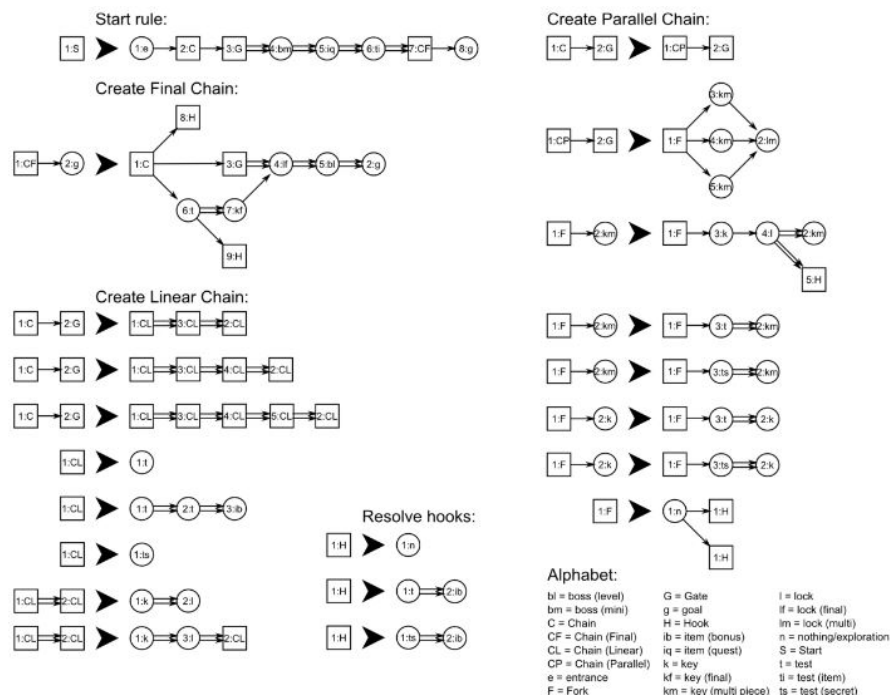 Start rule:
1:S 1:e 2:C 3:G 4:bm 5:iq 6:ti 7:CF 8:g
Create Final Chain:
8:H
1:CF 2:g 1:C 3:G 4:lf 5:bl 2:g
6:t 7:kf
9:H
Create Linear Chain:
1:C 2:G 1:CL 3:CL 2:CL
1:C 2:G 1:CL 3:CL 4:CL 2:CL
1:C 2:G 1:CL 3:CL 4:CL 5:CL 2:CL
1:CL 1:t
1:CL 1:t 2:t 3:ib
1:CL 1:ts
1:CL 2:CL 1:k 2:l
1:CL 2:CL 1:k 3:l 2:CL
Resolve hooks:
1:H 1:n
1:H 1:t 2:ib
1:H 1:ts 2:ib
Create Parallel Chain:
1:C 2:G 1:CP 2:G
3:km
1:CP 2:G 1:F 4:km 2:lm
5:km
1:F 2:km 1:F 3:k 4:l 2:km
5:H
1:F 2:km 1:F 3:t 2:km
1:F 2:km 1:F 3:ts 2:km
1:F 2:k 1:F 3:t 2:k
1:F 2:k 1:F 3:ts 2:k
1:F 1:n 1:H
1:H
Alphabet:
bl = boss (level) G = Gate l = lock
bm = boss (mini) g = goal lf = lock (final)
C = Chain H = Hook lm = lock (multi)
CF = Chain (Final) ib = item (bonus) n = nothing/exploration
CL = Chain (Linear) iq = item (quest) S = Start
CP = Chain (Parallel) k = key t = test
e = entrance kf = key (final) ti = test (item)
F = Fork km = key (multi piece) ts = test (secret)